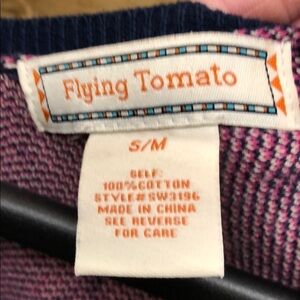 Flying Tomato
S/M
SELF:
100%COTTON
STYLE#SW3196
MADE IN CHINA
SEE REVERSE
FOR CARE